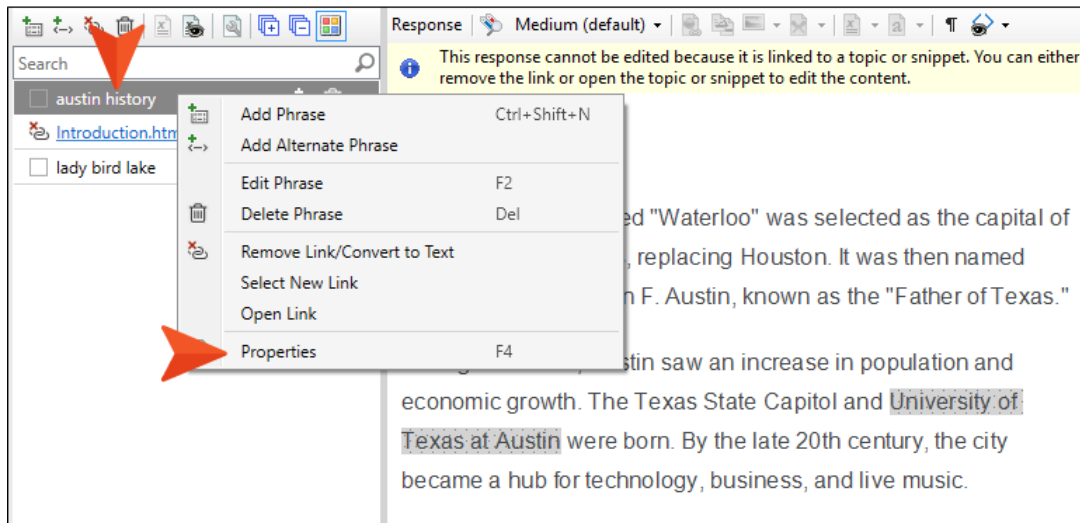 Response Medium (default)
Search
This response cannot be edited because it is linked to a topic or snippet. You can either
remove the link or open the topic or snippet to edit the content.
austin history
Introduction.htm
lady bird lake
Add Phrase Ctrl+Shift+N
Add Alternate Phrase
Edit Phrase F2
Delete Phrase Del
Remove Link/Convert to Text
Select New Link
Open Link
Properties F4
"Waterloo" was selected as the capital of
, replacing Houston. It was then named
F. Austin, known as the "Father of Texas."
saw an increase in population and
economic growth. The Texas State Capitol and University of
Texas at Austin were born. By the late 20th century, the city
became a hub for technology, business, and live music.